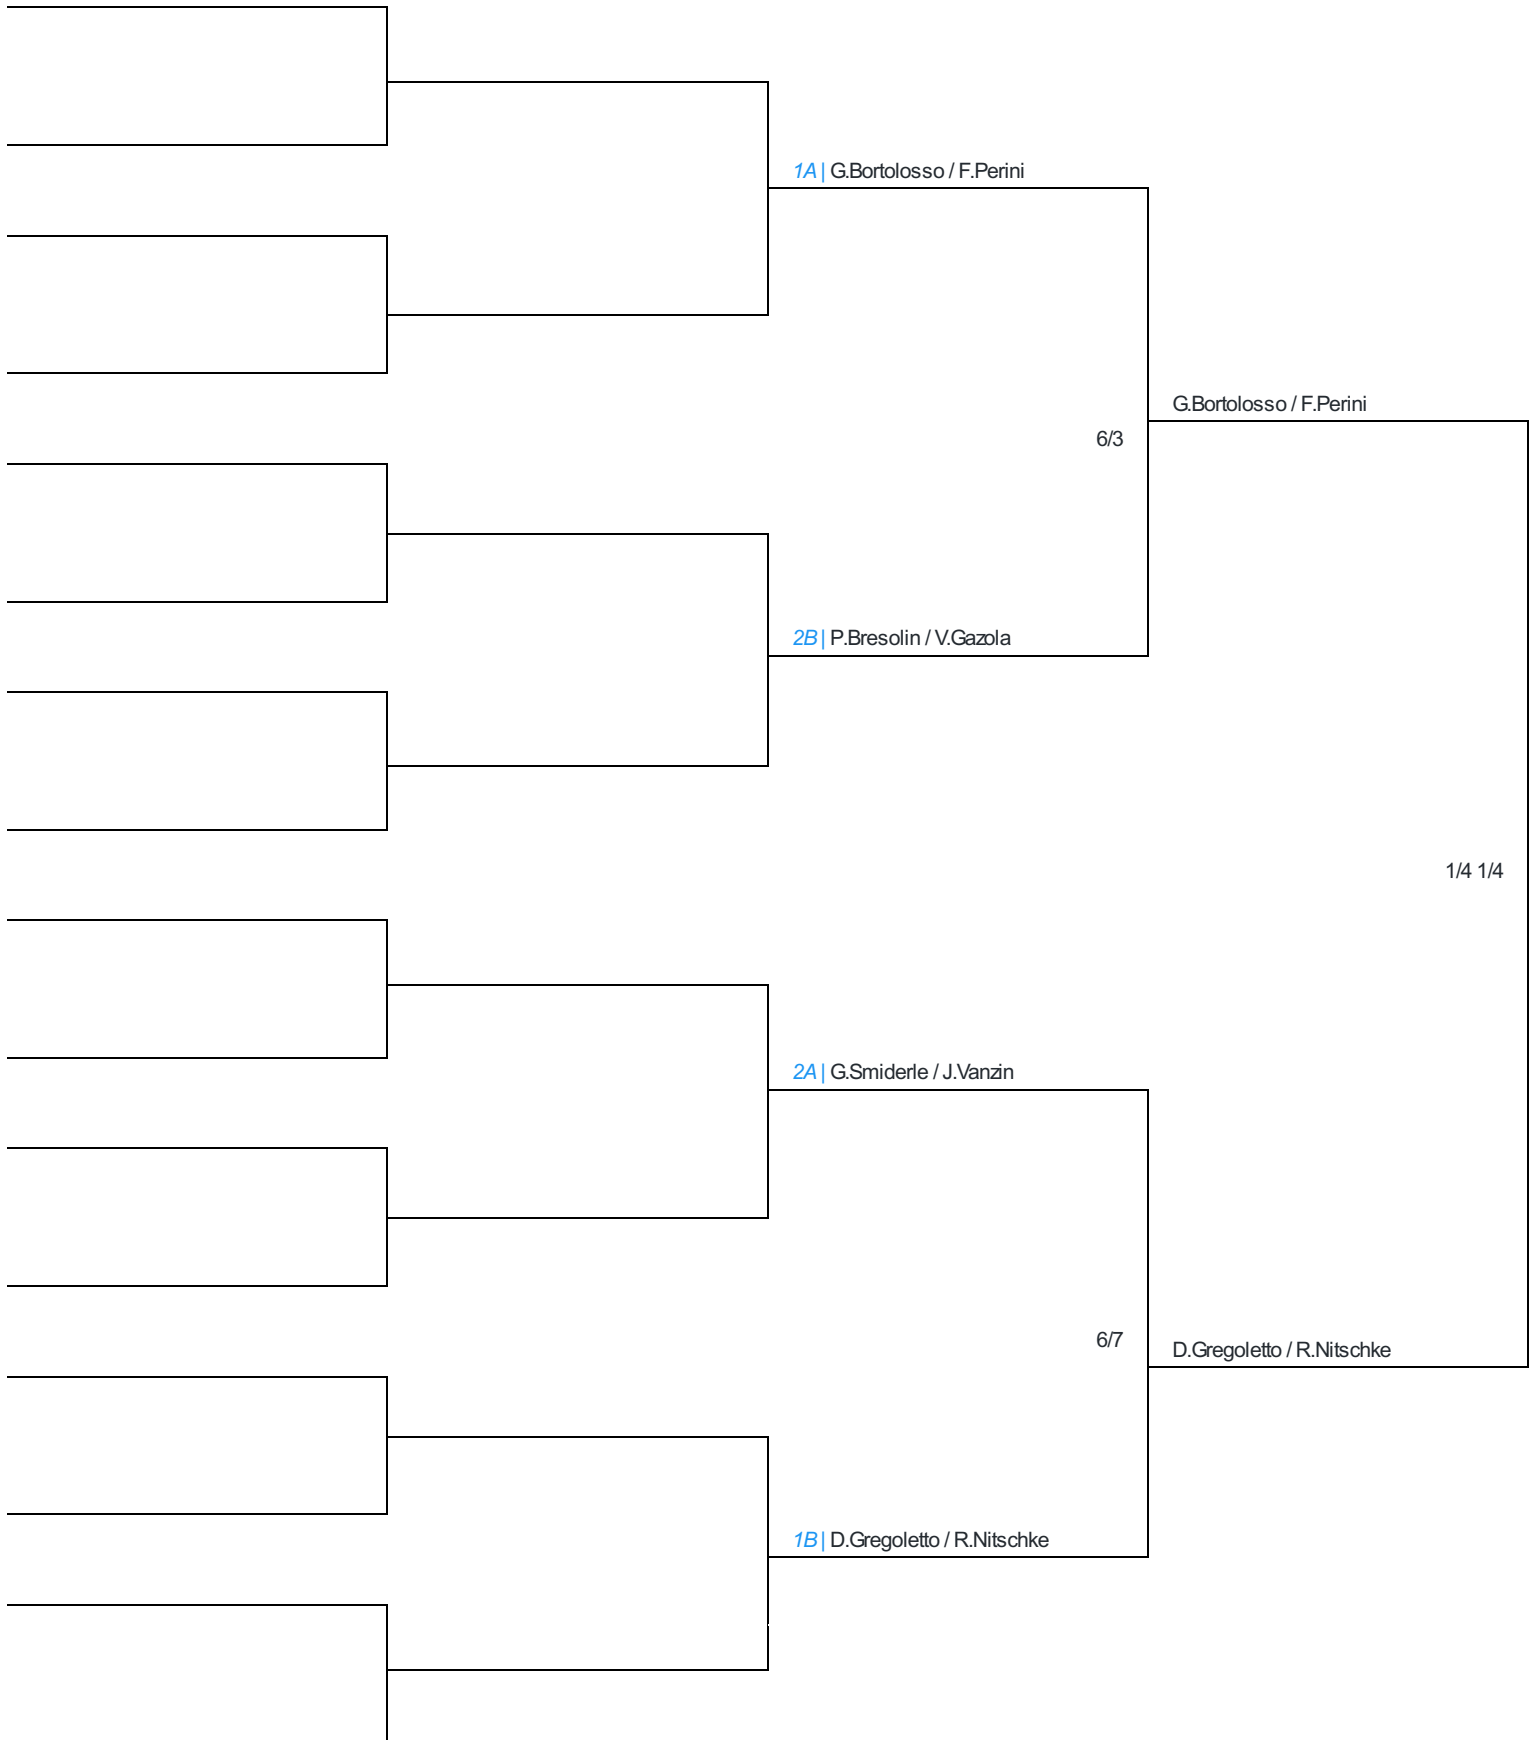 1A | G.Bortolosso / F.Perini
G.Bortolosso / F.Perini
6/3
2B | P.Bresolin / V.Gazola
1/4 1/4
2A | G.Smiderle / J.Vanzin
6/7
D.Gregoletto / R.Nitschke
1B | D.Gregoletto / R.Nitschke